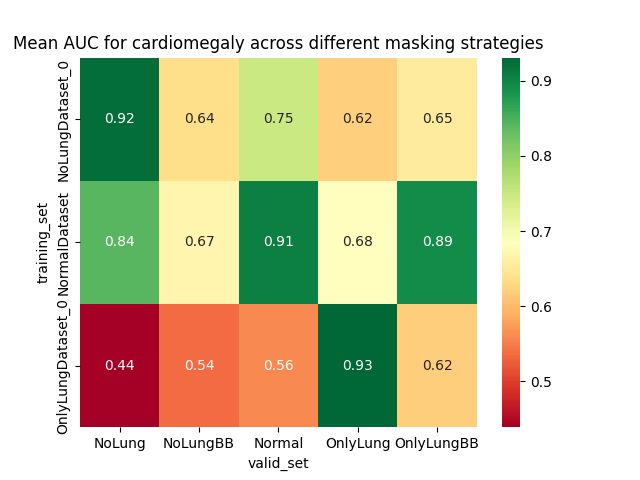 Mean AUC for cardiomegaly across different masking strategies
training_set
NoLungDataset_0
0.92 0.64 0.75 0.62 0.65
NormalDataset
0.84 0.67 0.91 0.68 0.89
OnlyLungDataset_0
0.44 0.54 0.56 0.93 0.62
NoLung NoLungBB Normal OnlyLung OnlyLungBB
valid_set
0.9
0.8
0.7
0.6
0.5